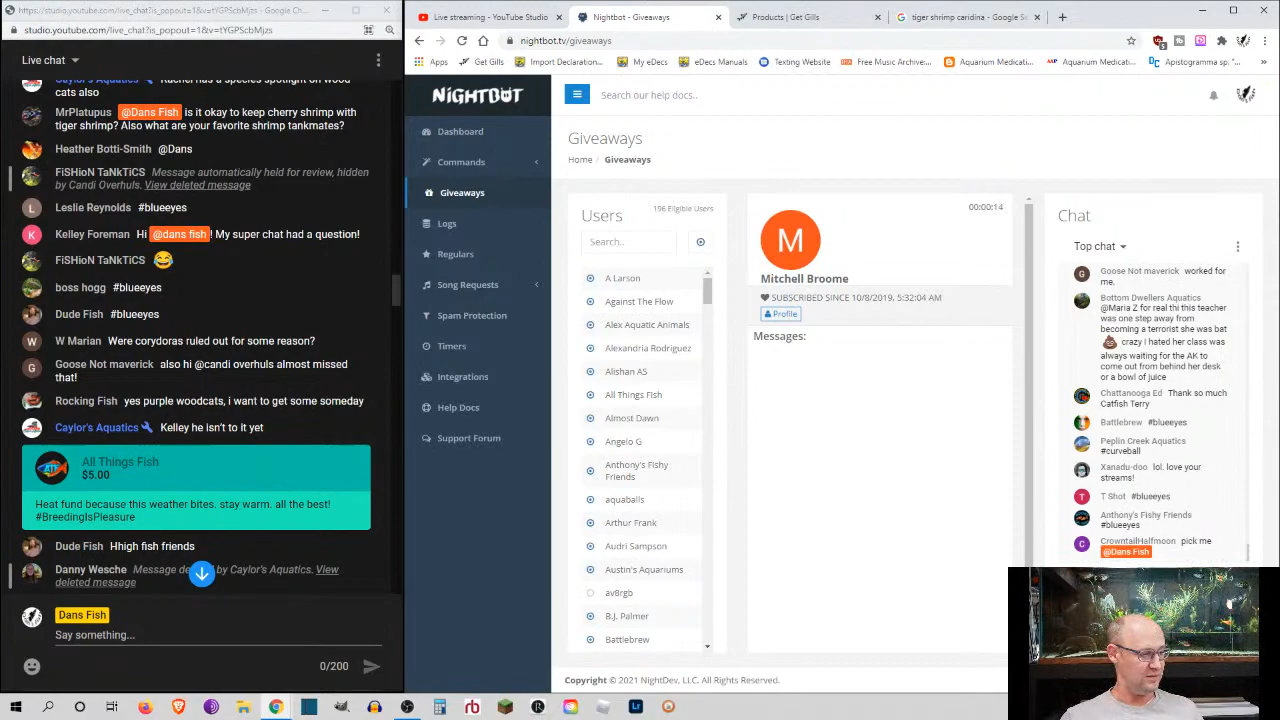 https://studio.youtube.com/live_chat?is_popout=1&v=tYGPScbMjzs - Google Ch...
studio.youtube.com/live_chat?is_popout=1&v=tYGPScbMjzs
Live chat
Caylor's Aquatics Rachel has a species spotlight on wood
cats also
MrPlatupus @Dans Fish is it okay to keep cherry shrimp with
tiger shrimp? Also what are your favorite shrimp tankmates?
Heather Botti-Smith @Dans
FiSHiON TaNkTiCS Message automatically held for review, hidden
by Candi Overhuls. View deleted message
Leslie Reynolds #blueeyes
Kelley Foreman Hi @dans fish! My super chat had a question!
FiSHiON TaNkTiCS 😂
boss hogg #blueeyes
Dude Fish #blueeyes
W Marian Were corydoras ruled out for some reason?
Goose Not maverick also hi @candi overhuls almost missed
that!
Rocking Fish yes purple woodcats, i want to get some someday
Caylor's Aquatics Kelley he isn't to it yet
All Things Fish
$5.00
Heat fund because this weather bites. stay warm. all the best!
#BreedingIsPleasure
Dude Fish Hhigh fish friends
Danny Wesche Message de by Caylor's Aquatics. View
deleted message
Dans Fish
Say something...
0/200
Live streaming - YouTube Studio
Nightbot - Giveaways
Products | Get Gills
tiger shrimp caridina - Google Si
nightbot.tv/giveaways
Apps
Get Gills
Import Declaration...
My eDecs
eDecs Manuals
Texting Website
Free Music Archive:...
Aquarium Medicati...
Aquarium Medicati...
Apistogramma sp. "...
NIGHTBOT
Search our help docs..
Dashboard
Commands
Giveaways
Logs
Regulars
Song Requests
Spam Protection
Timers
Integrations
Help Docs
Support Forum
Giveaways
Home / Giveaways
Users
196 Eligible Users
Search..
A Larson
Against The Flow
Alex Aquatic Animals
Alexandria Rodriguez
Alishan AS
All Things Fish
Almost Dawn
Angelo G
Anthony's Fishy
Friends
aquaballs
Arthur Frank
Audri Sampson
Austin's Aquariums
av8rgb
B.J. Palmer
Battlebrew
00:00:14
M
Mitchell Broome
SUBSCRIBED SINCE 10/8/2019, 5:32:04 AM
Profile
Messages:
Chat
Top chat
Goose Not maverick worked for
me.
Bottom Dwellers Aquatics
@Maria Z for real thi this teacher
was one step away from
becoming a terrorist she was bat
💩 crazy I hated her class was
always waiting for the AK to
come out from behind her desk
or a bowl of juice
Chattanooga Ed Thank so much
Catfish Terry
Battlebrew #blueeyes
Peplin Creek Aquatics
#curveball
Xanadu-doo lol. love your
streams!
T Shot #blueeyes
Anthony's Fishy Friends
#blueeyes
CrowntailHalfmoon pick me
@Dans Fish
Copyright © 2021 NightDev, LLC. All Rights Reserved.